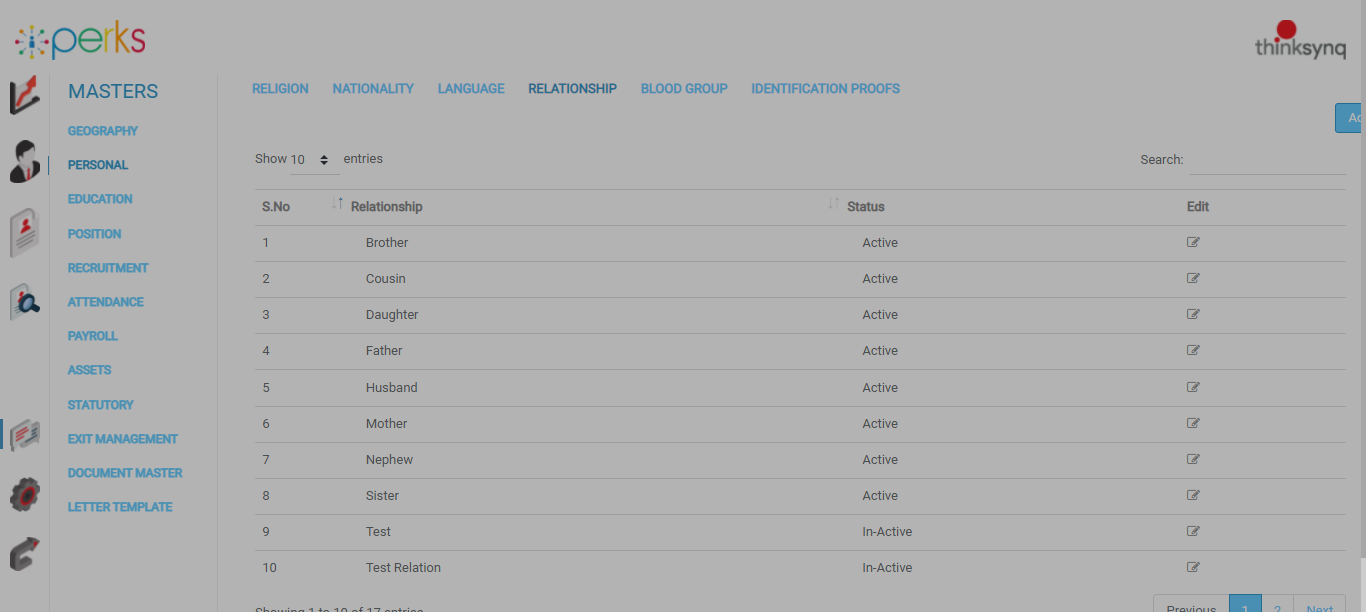 perks
thinksynq
MASTERS
RELIGION NATIONALITY LANGUAGE RELATIONSHIP BLOOD GROUP IDENTIFICATION PROOFS
GEOGRAPHY
PERSONAL
EDUCATION
POSITION
RECRUITMENT
ATTENDANCE
PAYROLL
ASSETS
STATUTORY
EXIT MANAGEMENT
DOCUMENT MASTER
LETTER TEMPLATE
Show 10 entries
Search:
S.No Relationship Status Edit
1 Brother Active
2 Cousin Active
3 Daughter Active
4 Father Active
5 Husband Active
6 Mother Active
7 Nephew Active
8 Sister Active
9 Test In-Active
10 Test Relation In-Active
Showing 1 to 10 of 17 entries
Previous 1 2 Next